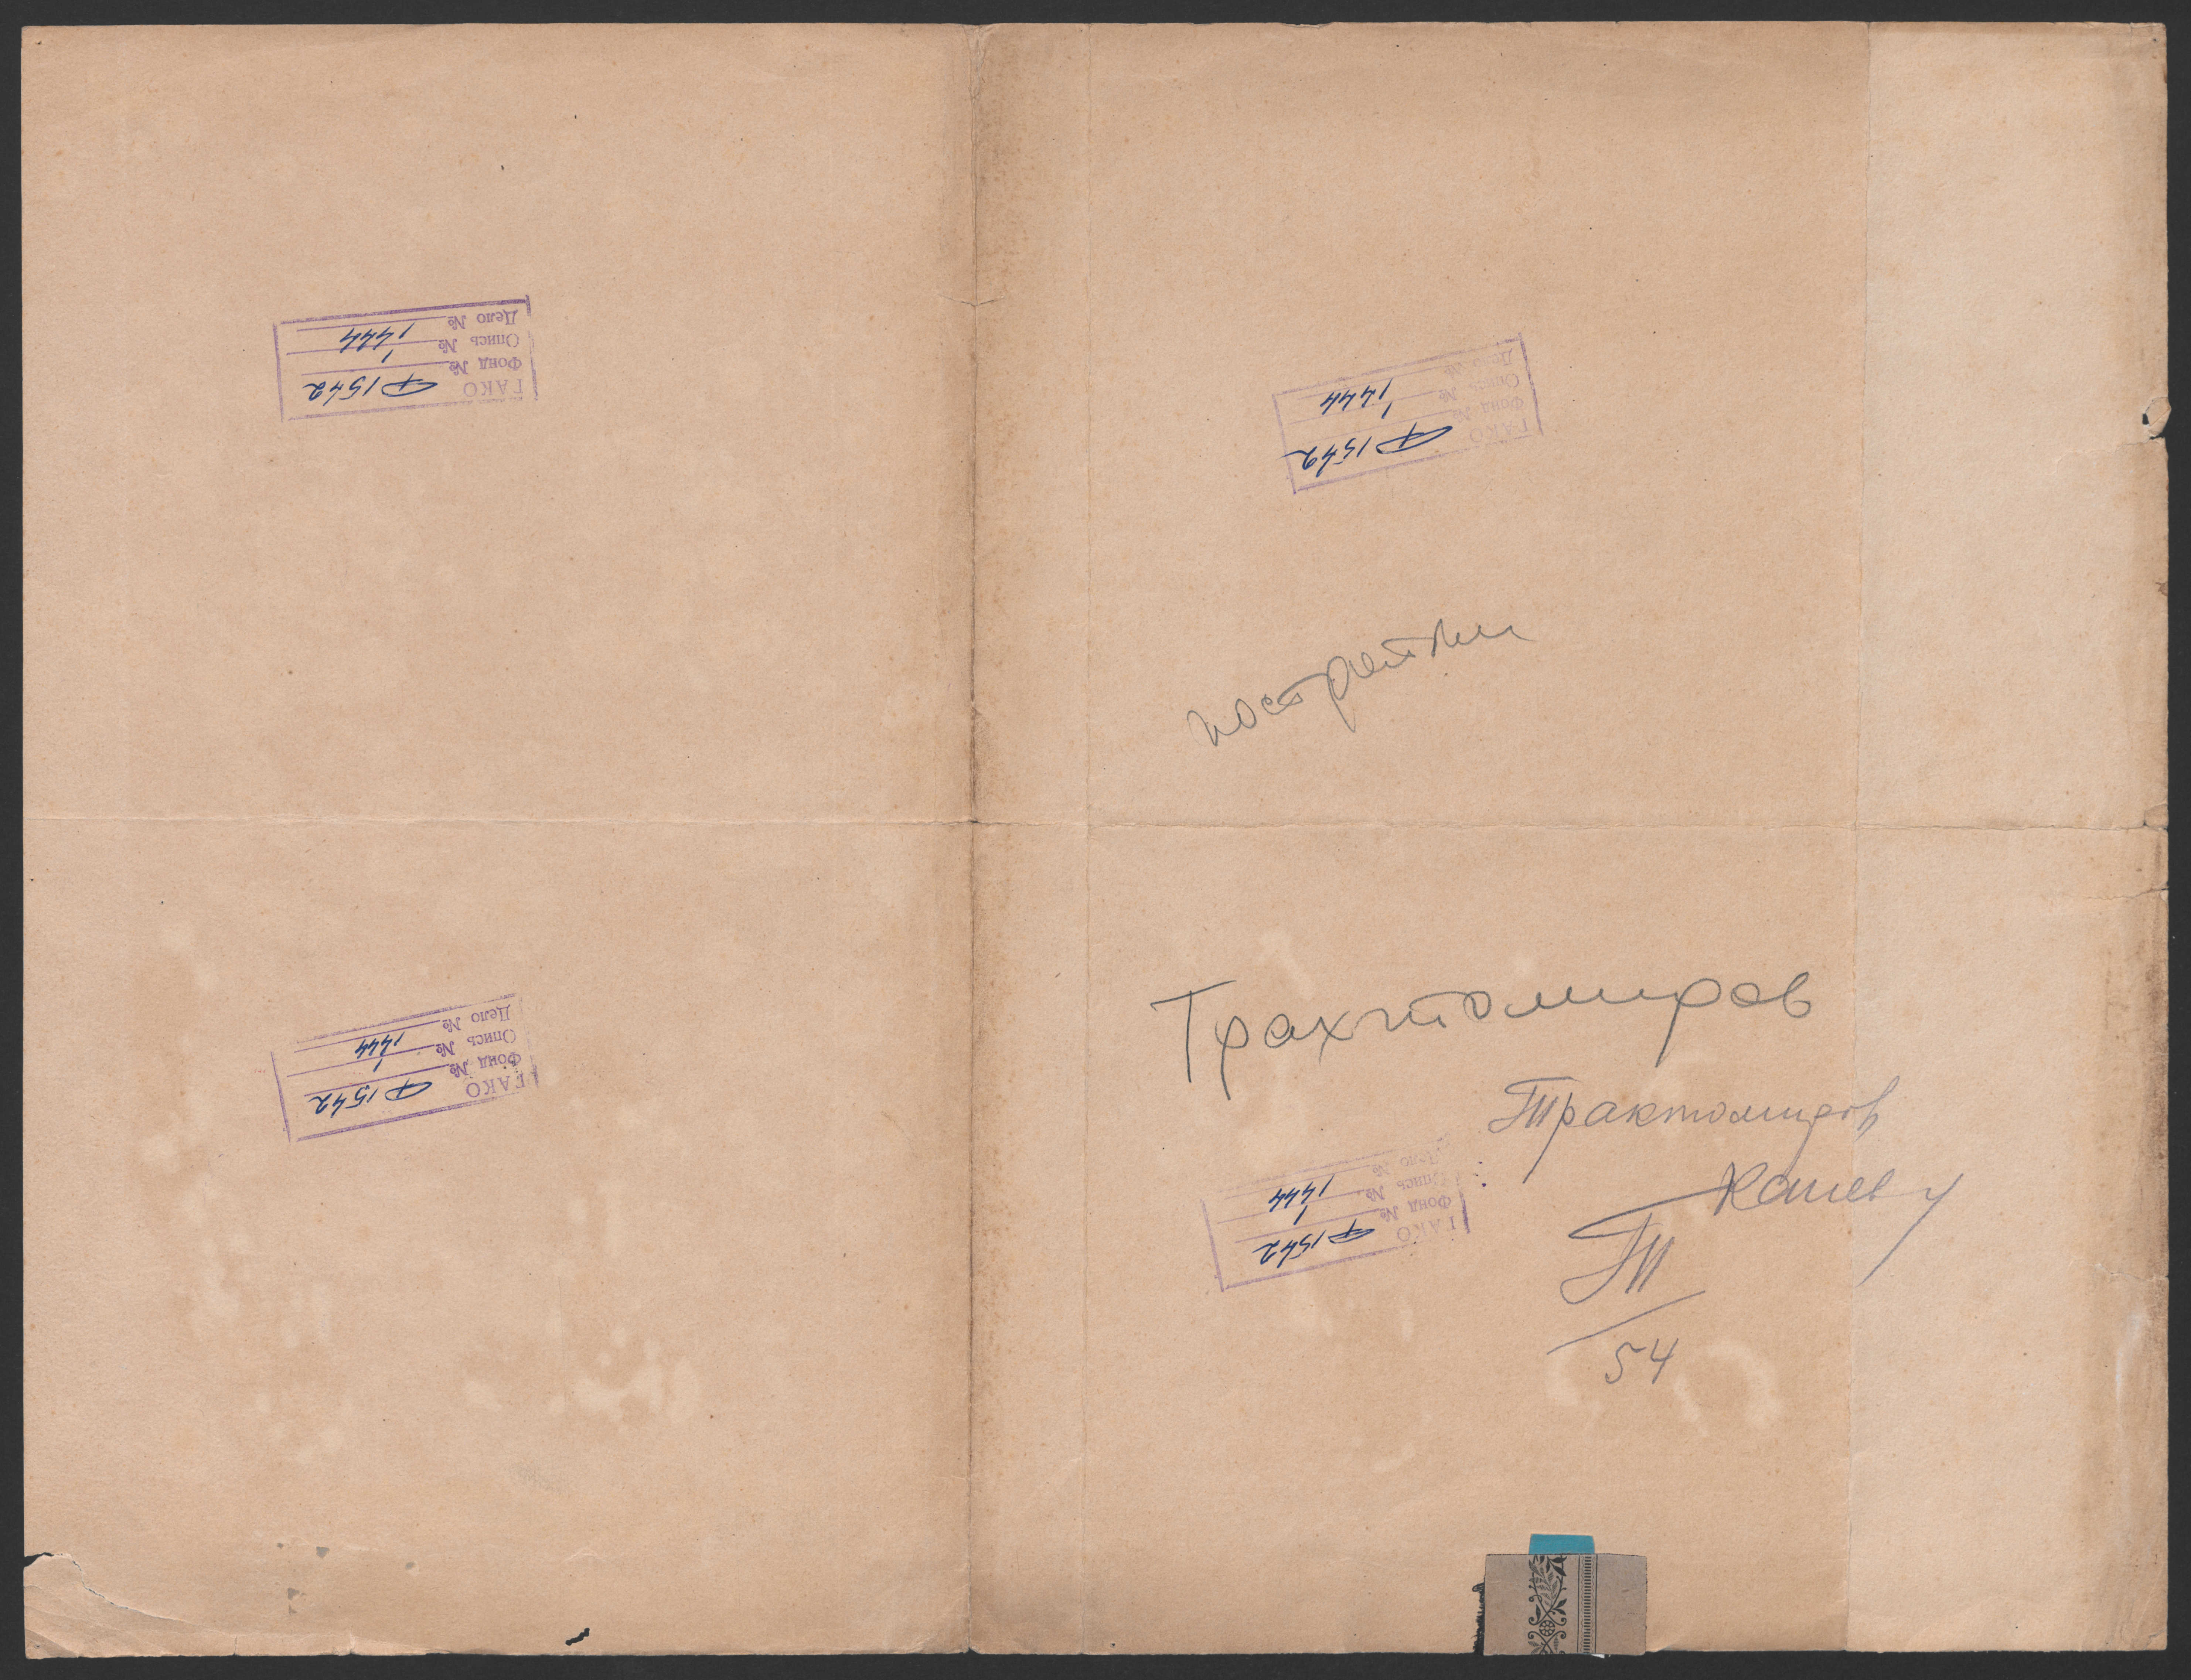 ГАКО
Фонд № Р1542
Опись № 1
Дело № 1444
ГАКО
Фонд № Р1542
Опись № 1
Дело № 1444
постройки
Трахтомиров
Трактомиров
Каневу
Т
54
ГАКО
Фонд № Р1542
Опись № 1
Дело № 1444
ГАКО
Фонд № Р1542
Опись № 1
Дело № 1444